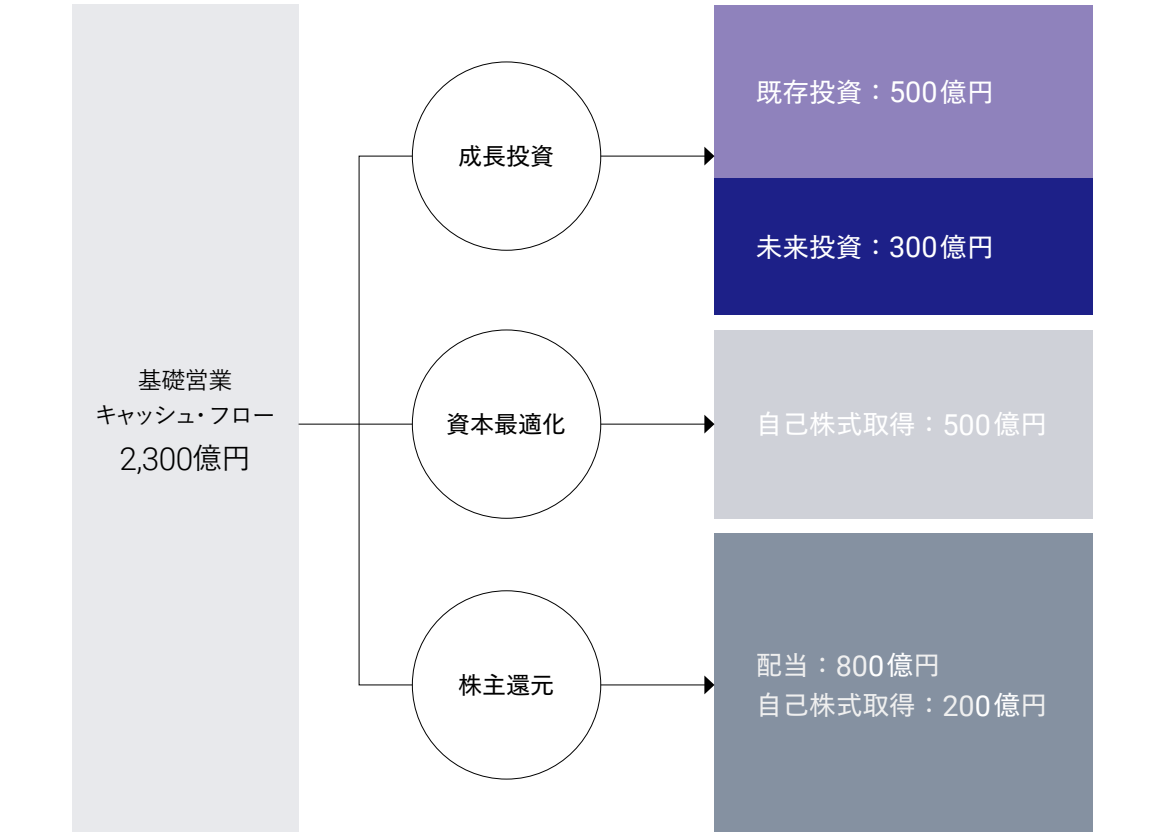 基礎営業
キャッシュ・フロー
2,300億円
成長投資
既存投資：500億円
未来投資：300億円
資本最適化
自己株式取得：500億円
株主還元
配当：800億円
自己株式取得：200億円